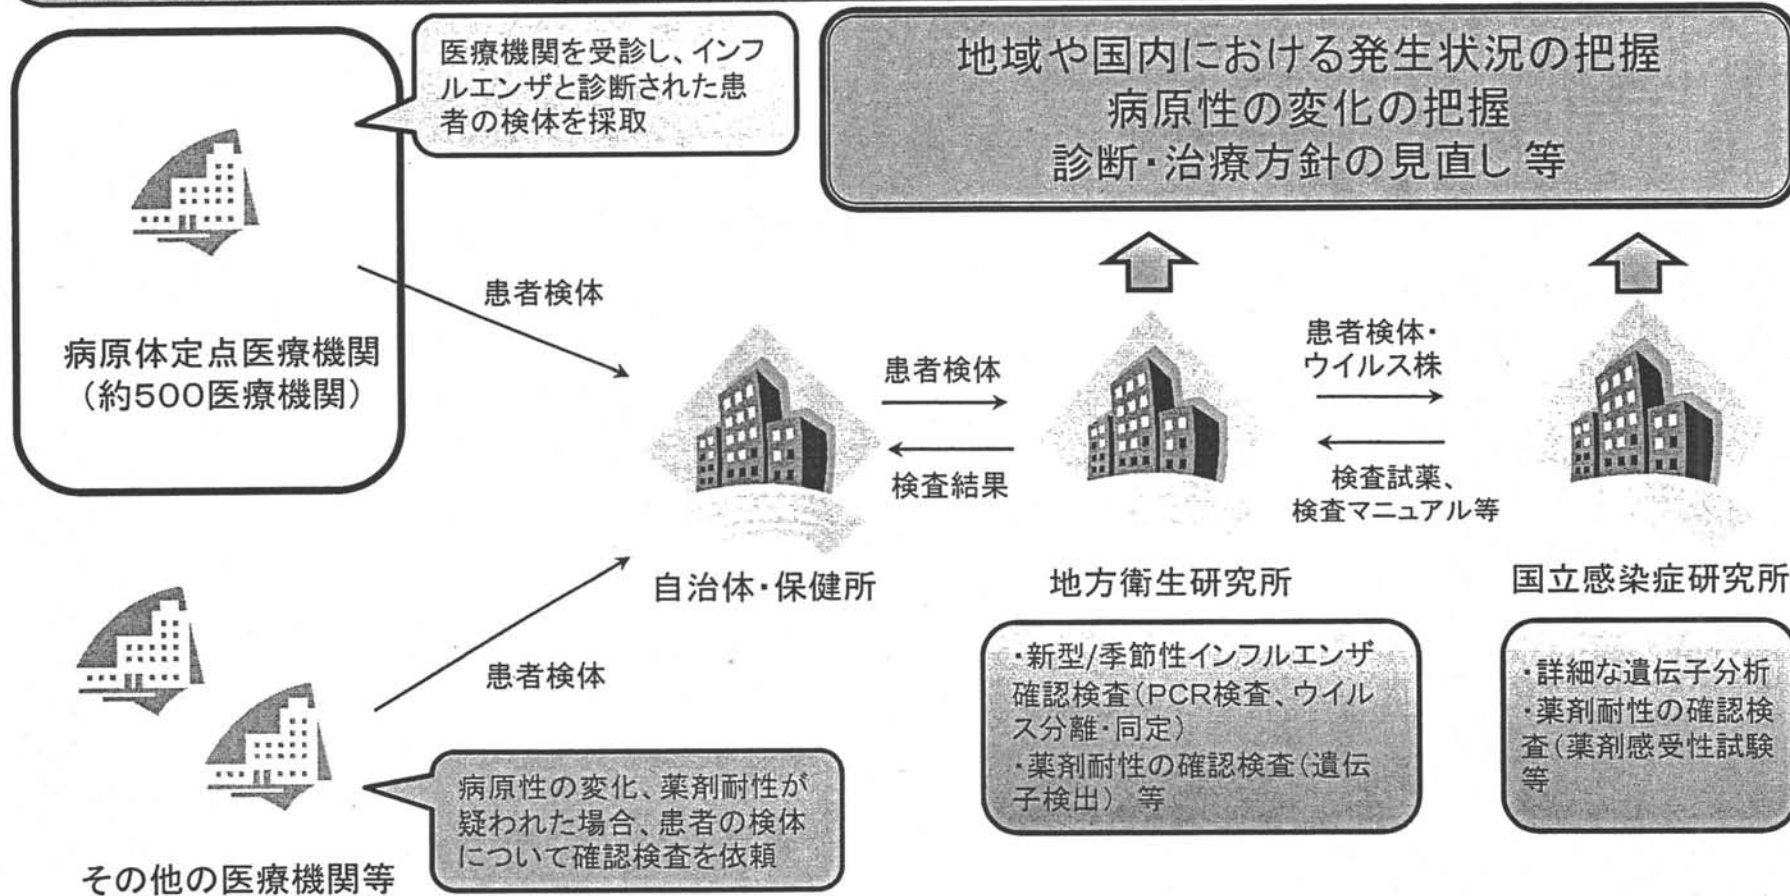 医療機関を受診し、インフ
ルエンザと診断された患
者の検体を採取
地域や国内における発生状況の把握
病原性の変化の把握
診断・治療方針の見直し 等
病原体定点医療機関
(約500医療機関)
患者検体
患者検体
検査結果
患者検体・
ウイルス株
検査試薬、
検査マニュアル等
自治体・保健所
地方衛生研究所
国立感染症研究所
患者検体
・新型/季節性インフルエンザ
確認検査(PCR検査、ウイル
ス分離・同定)
・薬剤耐性の確認検査(遺伝
子検出) 等
・詳細な遺伝子分析
・薬剤耐性の確認検
査(薬剤感受性試験
等
病原性の変化、薬剤耐性が
疑われた場合、患者の検体
について確認検査を依頼
その他の医療機関等